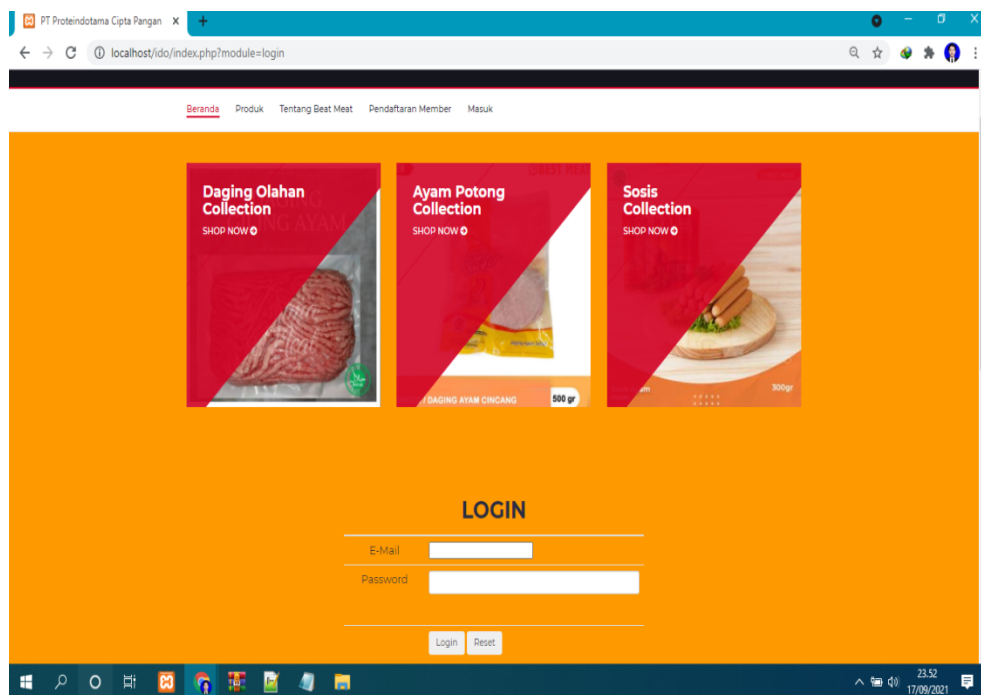 PT Proteindotama Cipta Pangan
localhost/ido/index.php?module=login
Beranda Produk Tentang Beat Meat Pendaftaran Member Masuk
Daging Olahan
Collection
SHOP NOW
Ayam Potong
Collection
SHOP NOW
Sosis
Collection
SHOP NOW
DAGING AYAM CINCANG 500 gr
300gr
LOGIN
E-Mail
Password
Login Reset
23.52
17/09/2021